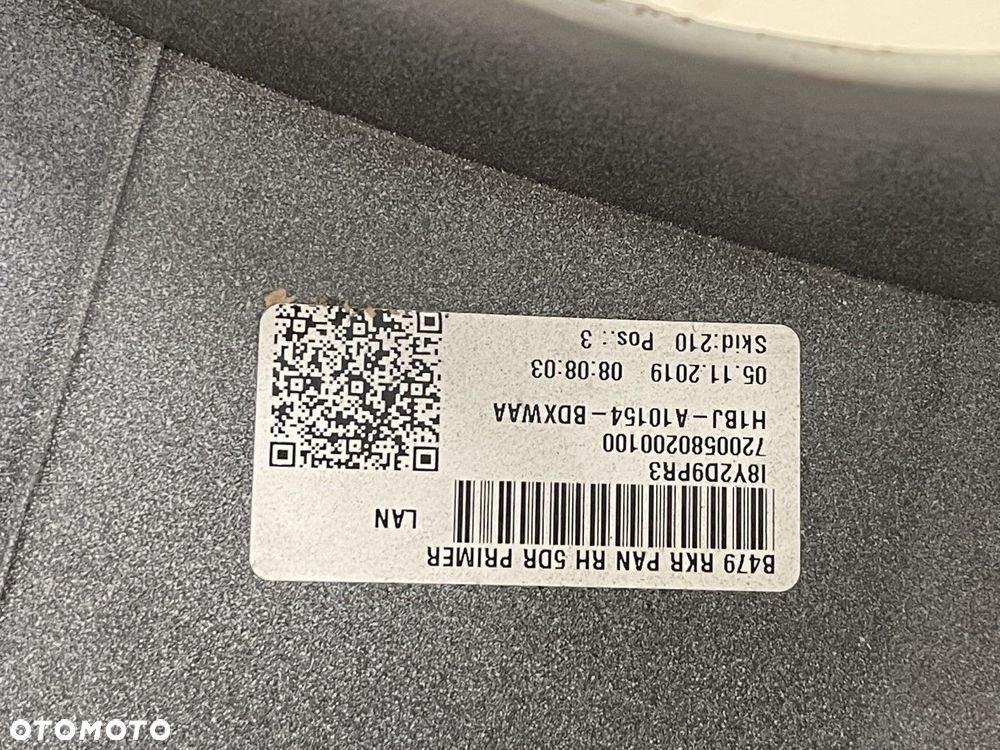 B479 RKR PAN RH 5DR PRIMER
LAN
I8Y2D9PR3
7200580200100
H1BJ-A10154-BDXWAA
05.11.2019 08:08:03
Skid:210 Pos.:3
OTOMOTO